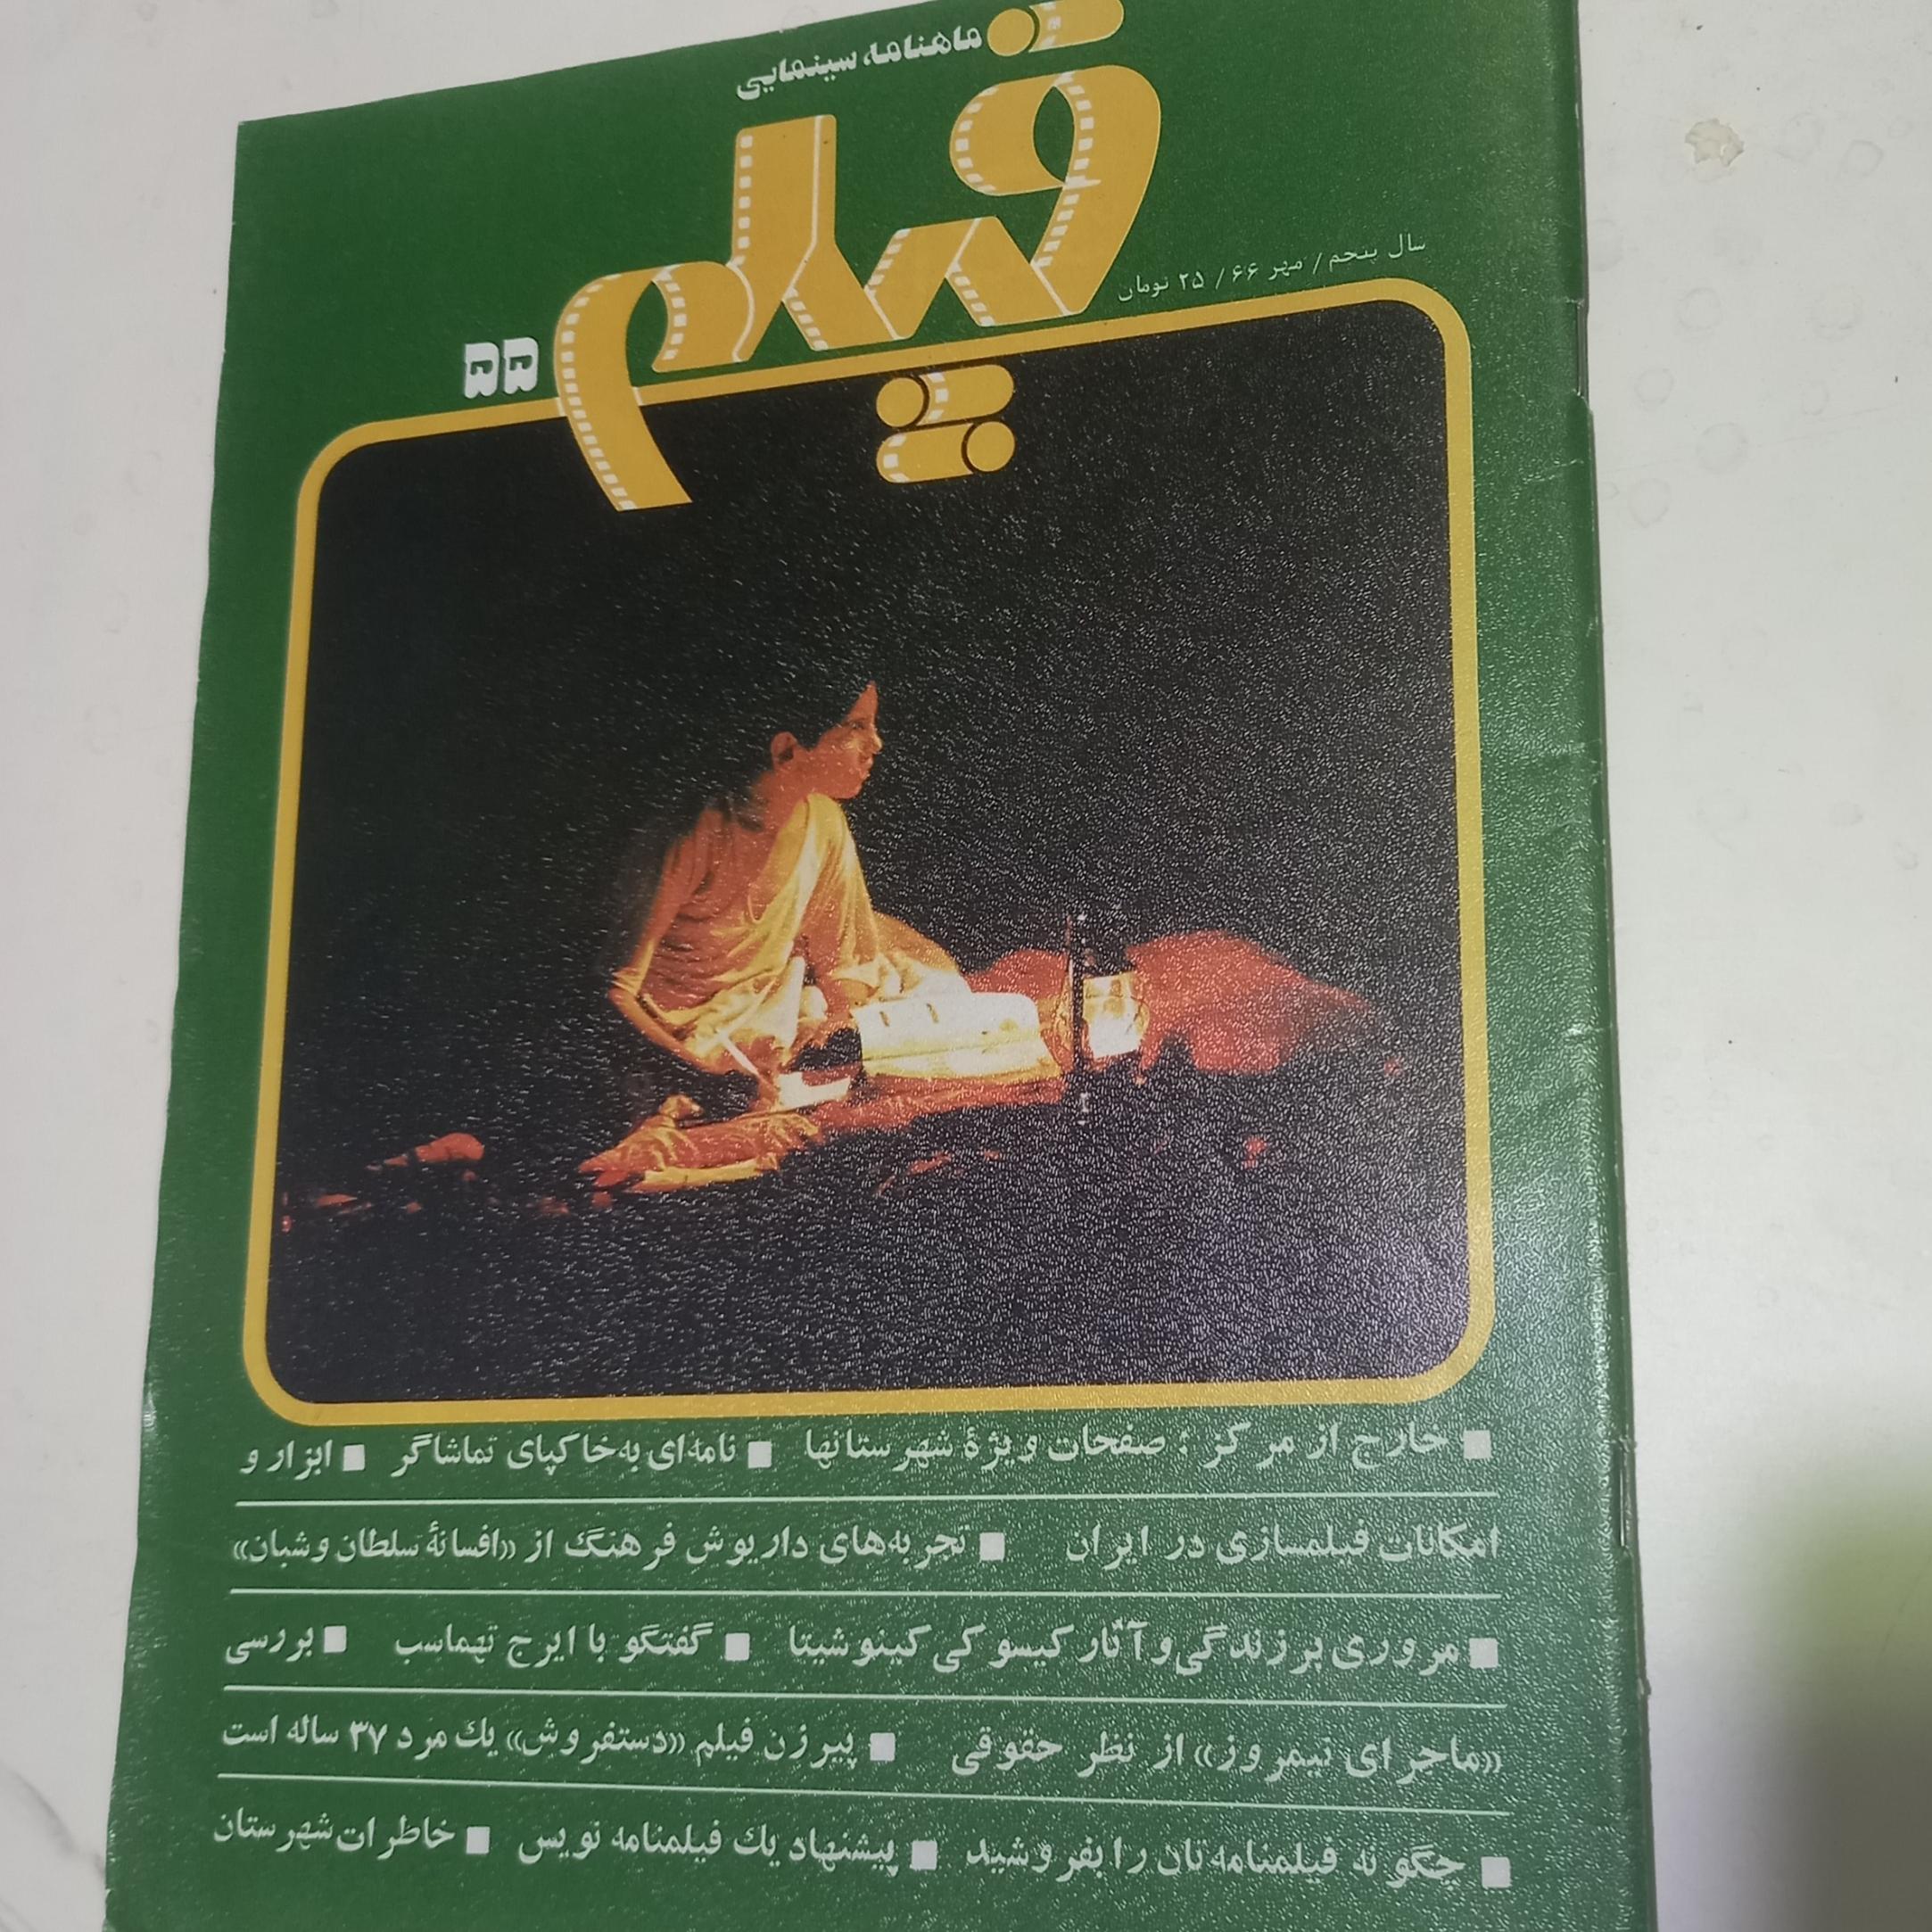 ماهنامه سینمایی
فیلم
سال پنجم / مهر ۶۶ / ۲۵ تومان
۵۵
■ خارج از مرکز: صفحات ویژهٔ شهرستانها ■ نامه‌ای به خاکپای تماشاگر ■ ابزار و
امکانات فیلمسازی در ایران ■ تجربه‌های داریوش فرهنگ از «افسانهٔ سلطان و شبان»
■ مروری بر زندگی و آثار کیسو کی کینوشیتا ■ گفتگو با ایرج تهماسب ■ بررسی
«ماجرای نیمروز» از نظر حقوقی ■ پیرزن فیلم «دستفروش» یك مرد ۳۷ ساله است
■ چگونه فیلمنامه‌تان را بفروشید ■ پیشنهاد یك فیلمنامه نویس ■ خاطرات شهرستان